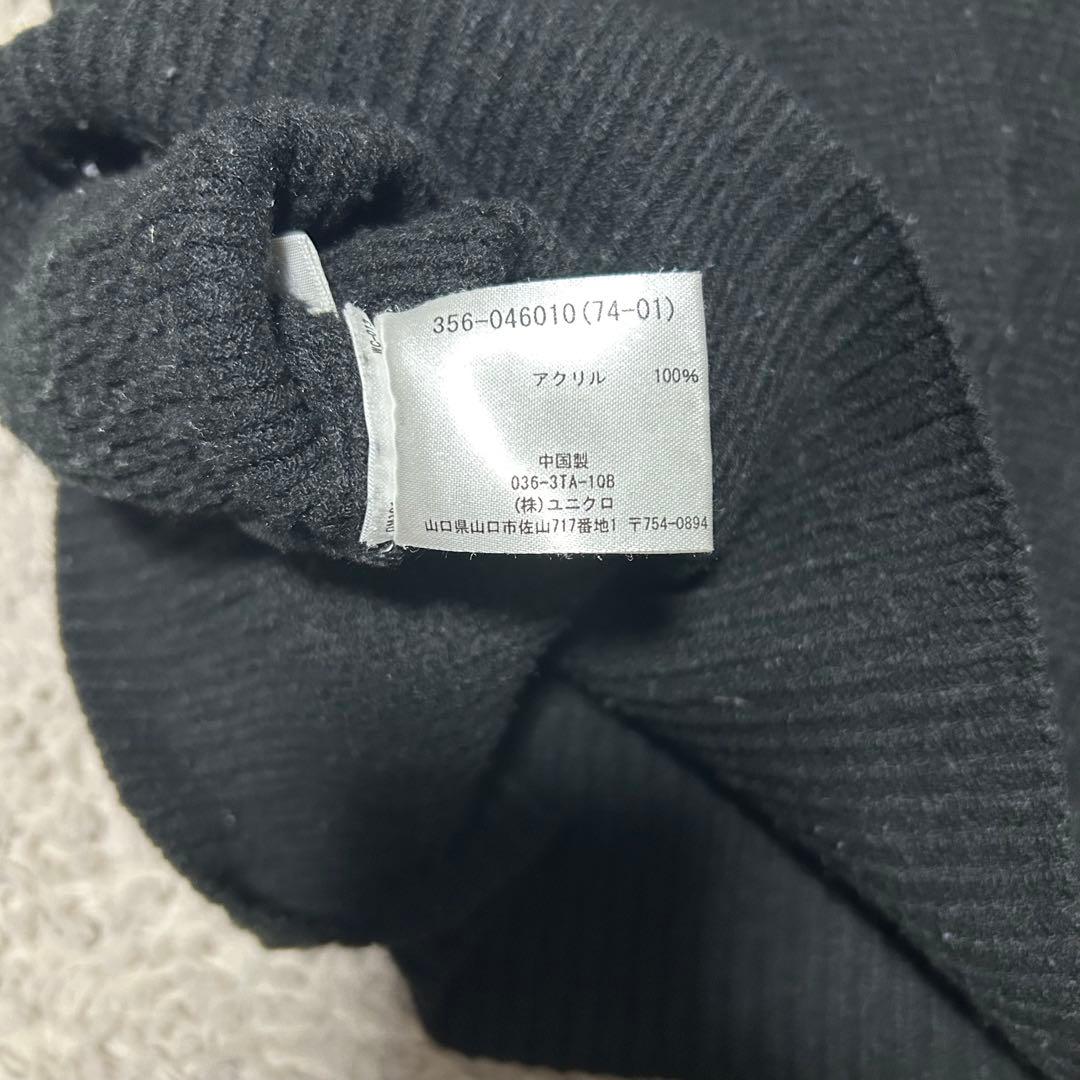 356-046010(74-01)
アクリル 100%
中国製
036-3TA-10B
(株)ユニクロ
山口県山口市佐山717番地1 〒754-0894